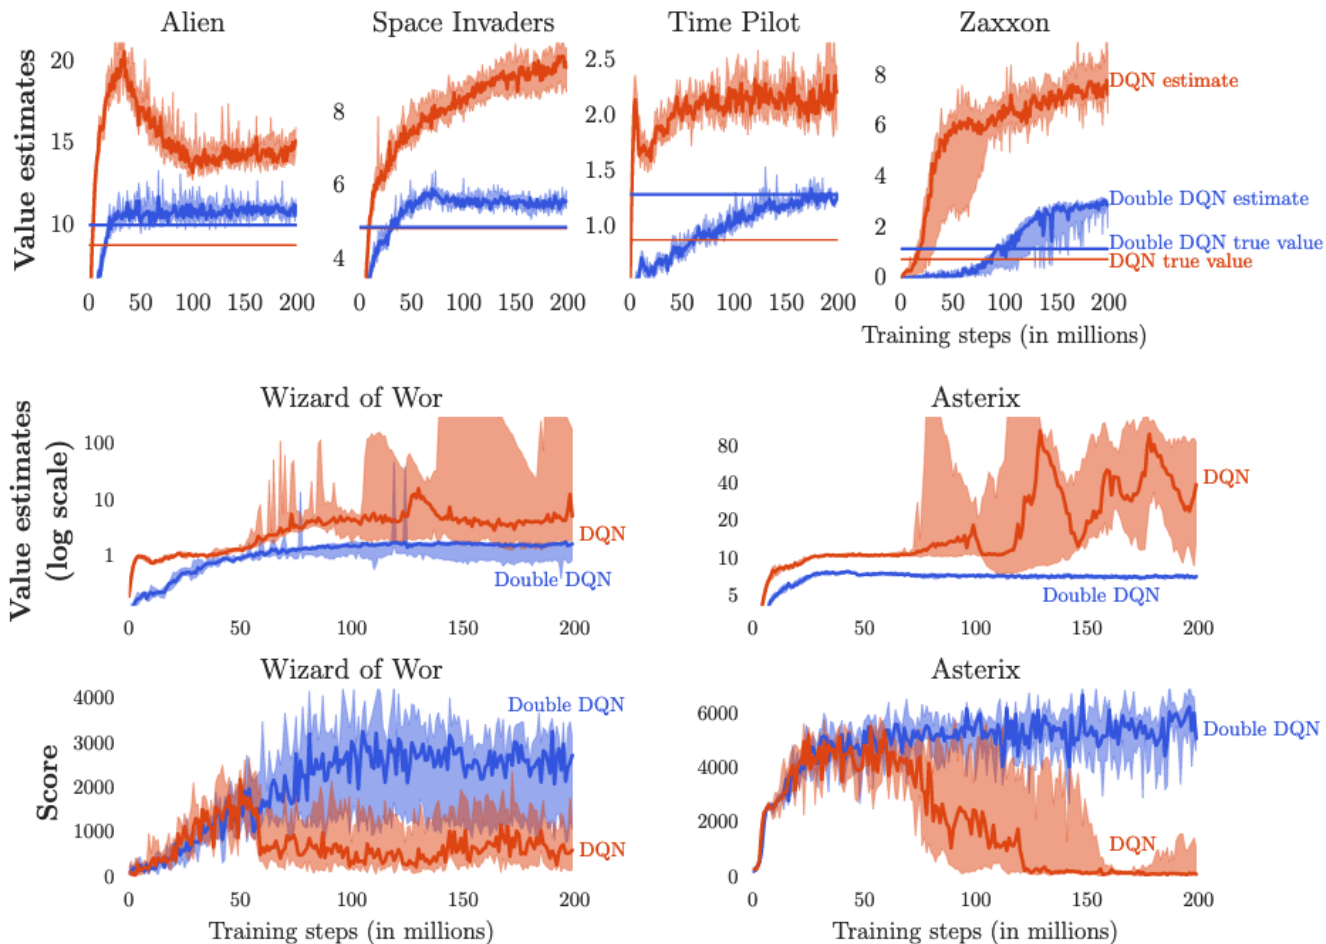 Alien
Space Invaders
Time Pilot
Zaxxon
Value estimates
20
15
10
0 50 100 150 200
8
6
4
0 50 100 150 200
2.5
2.0
1.5
1.0
0 50 100 150 200
8
6
4
2
0
0 50 100 150 200
DQN estimate
Double DQN estimate
Double DQN true value
DQN true value
Training steps (in millions)
Wizard of Wor
Asterix
Value estimates
(log scale)
100
10
1
0 50 100 150 200
DQN
Double DQN
80
40
20
10
5
0 50 100 150 200
DQN
Double DQN
Wizard of Wor
Asterix
Score
4000
3000
2000
1000
0
0 50 100 150 200
Double DQN
DQN
Training steps (in millions)
6000
4000
2000
0
0 50 100 150 200
Double DQN
DQN
Training steps (in millions)